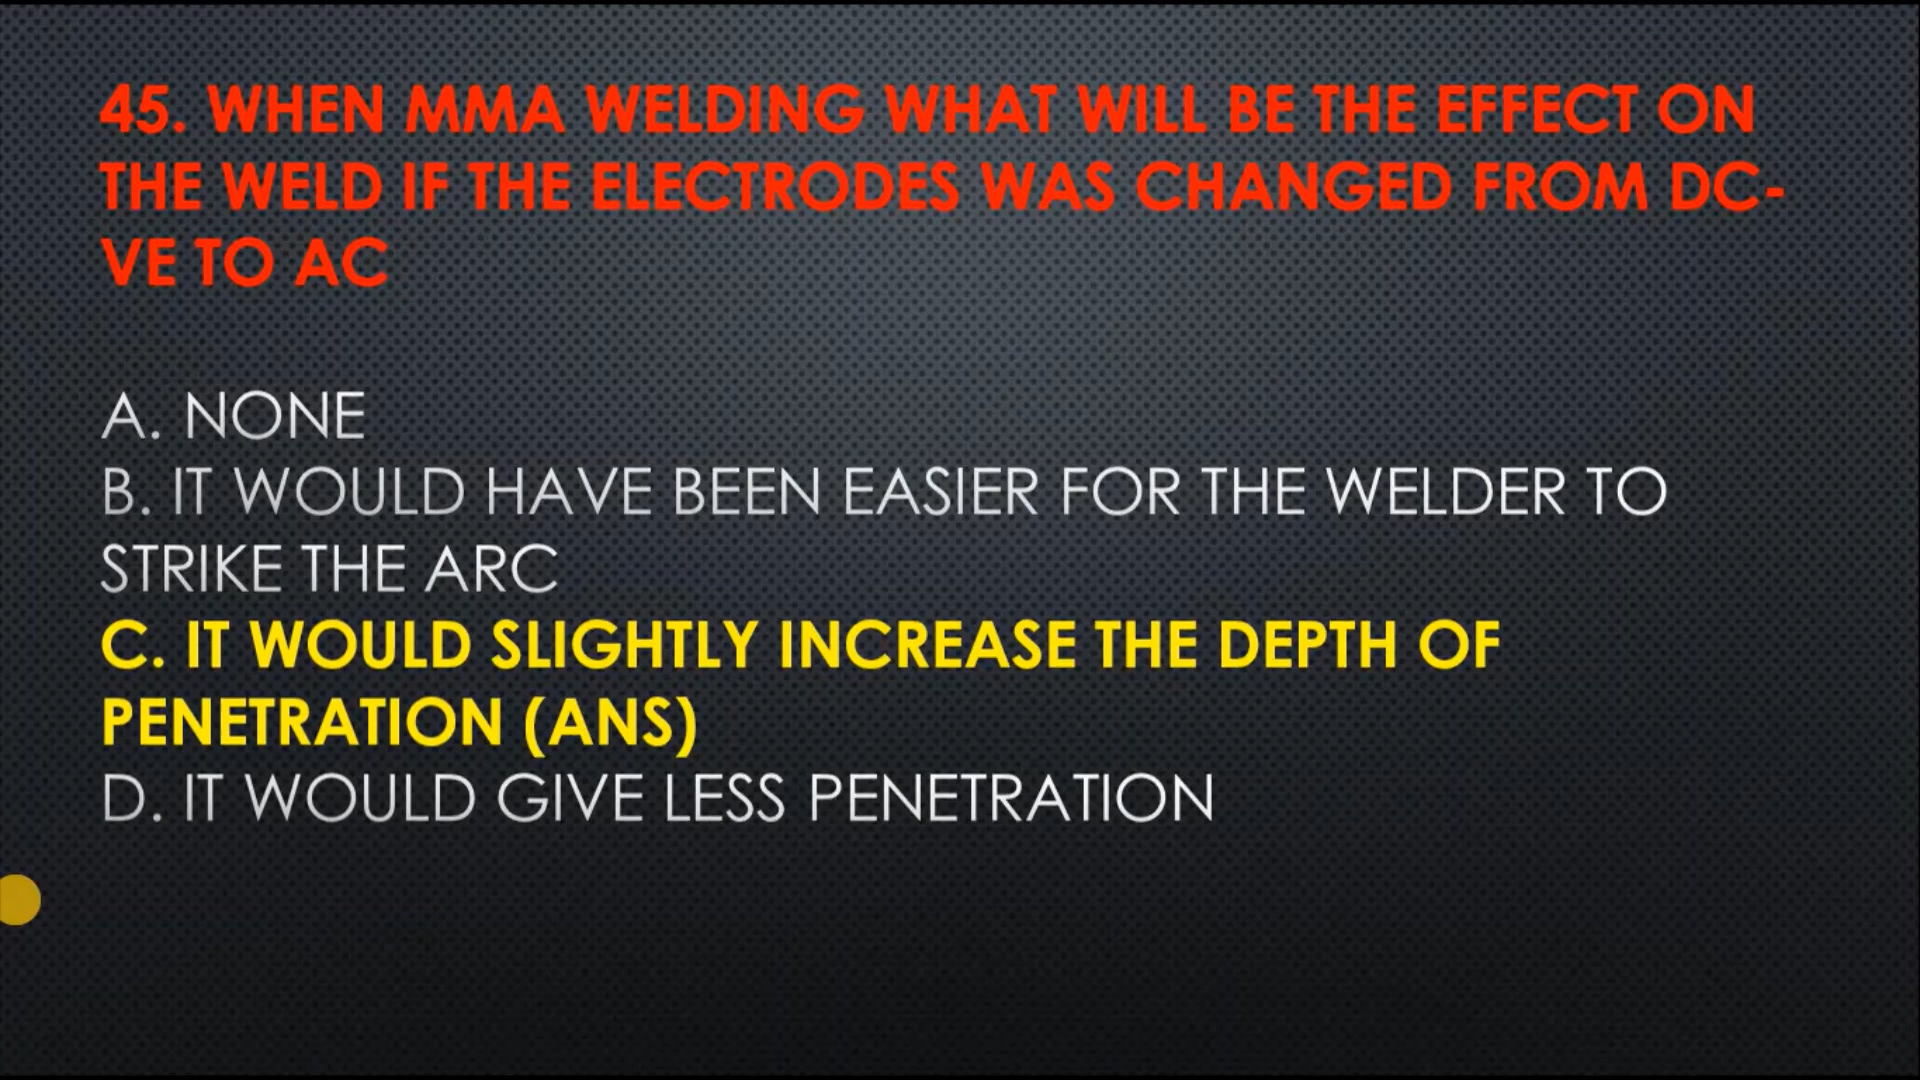 45. WHEN MMA WELDING WHAT WILL BE THE EFFECT ON
THE WELD IF THE ELECTRODES WAS CHANGED FROM DC-
VE TO AC
A. NONE
B. IT WOULD HAVE BEEN EASIER FOR THE WELDER TO
STRIKE THE ARC
C. IT WOULD SLIGHTLY INCREASE THE DEPTH OF
PENETRATION (ANS)
D. IT WOULD GIVE LESS PENETRATION